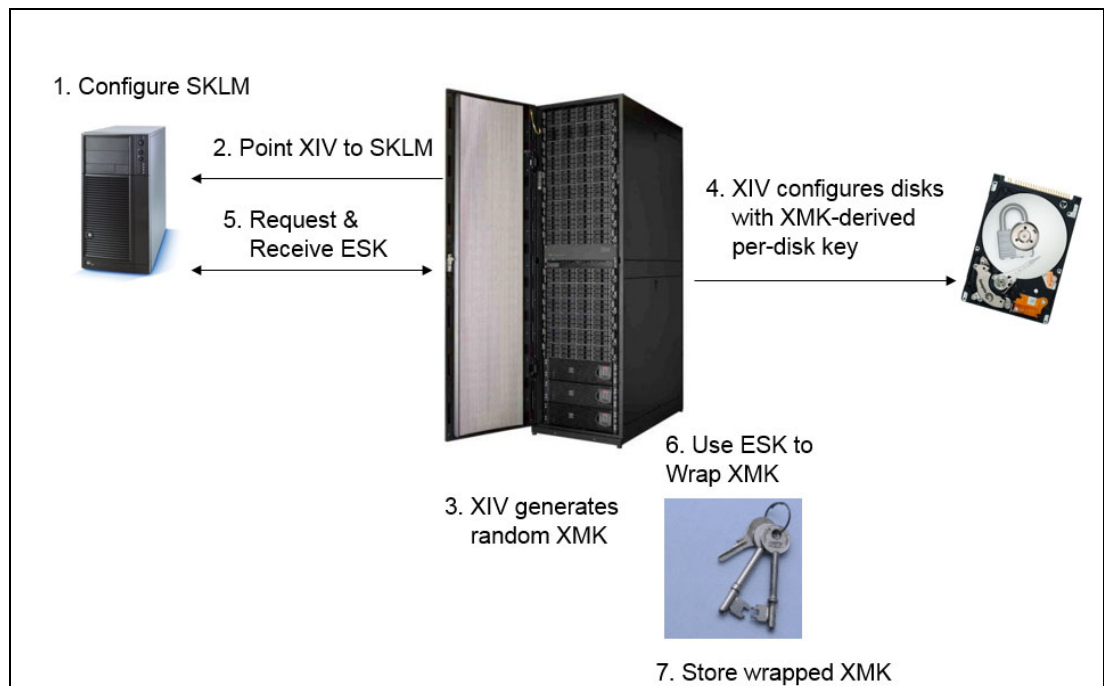 1. Configure SKLM
2. Point XIV to SKLM
5. Request &
Receive ESK
4. XIV configures disks
with XMK-derived
per-disk key
6. Use ESK to
Wrap XMK
3. XIV generates
random XMK
7. Store wrapped XMK